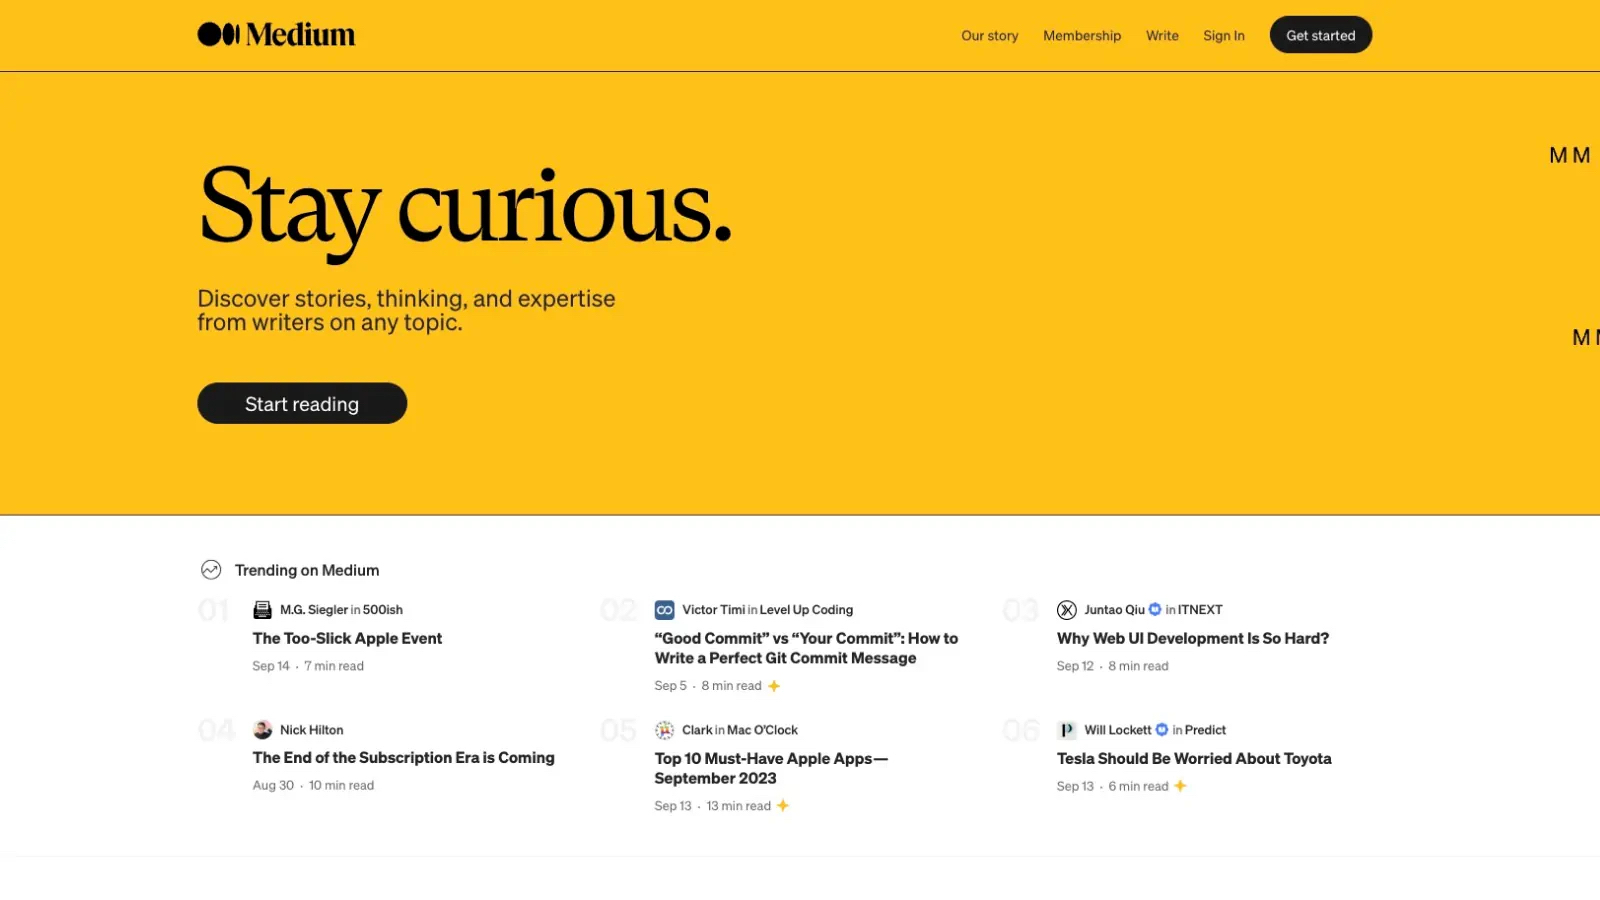 Medium
Our story
Membership
Write
Sign In
Get started
M M
Stay curious.
Discover stories, thinking, and expertise
from writers on any topic.
M
Start reading
Trending on Medium
01
M.G. Siegler in 500ish
The Too-Slick Apple Event
Sep 14 · 7 min read
02
Victor Timi in Level Up Coding
“Good Commit” vs “Your Commit”: How to
Write a Perfect Git Commit Message
Sep 5 · 8 min read
03
Juntao Qiu in ITNEXT
Why Web UI Development Is So Hard?
Sep 12 · 8 min read
04
Nick Hilton
The End of the Subscription Era is Coming
Aug 30 · 10 min read
05
Clark in Mac O’Clock
Top 10 Must-Have Apple Apps—
September 2023
Sep 13 · 13 min read
06
Will Lockett in Predict
Tesla Should Be Worried About Toyota
Sep 13 · 6 min read